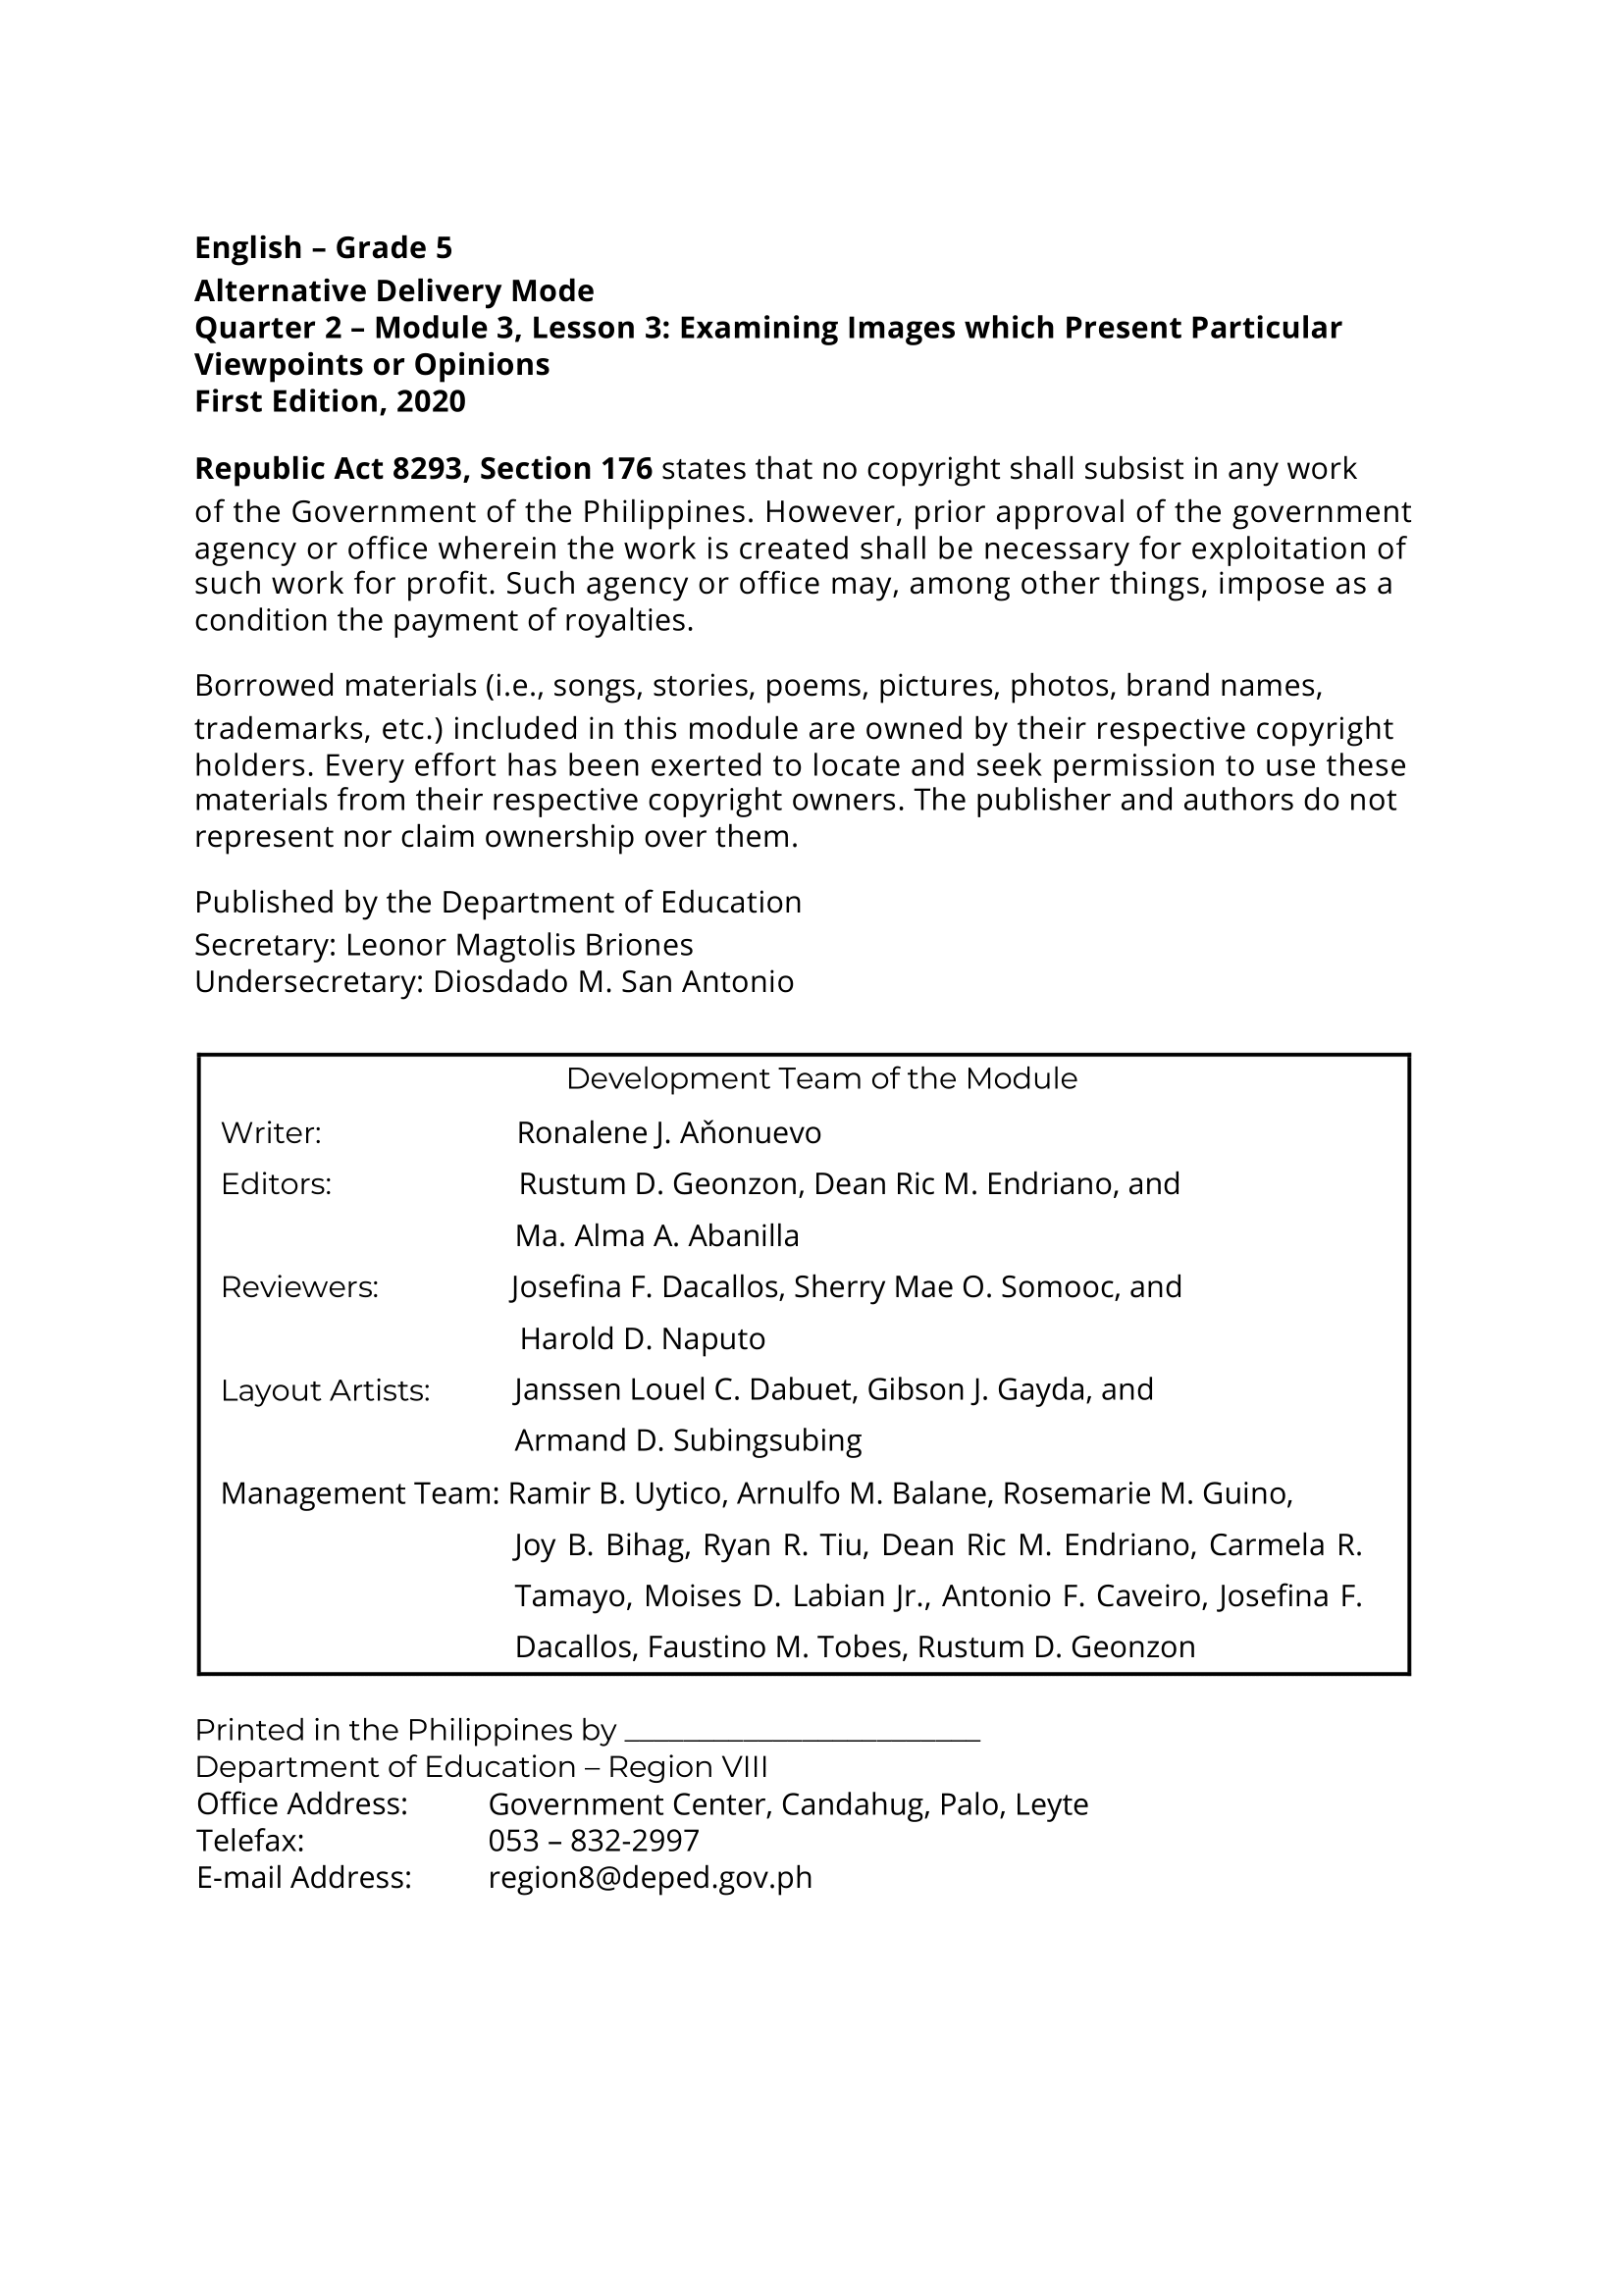 English – Grade 5
Alternative Delivery Mode
Quarter 2 – Module 3, Lesson 3: Examining Images which Present Particular
Viewpoints or Opinions
First Edition, 2020
Republic Act 8293, Section 176 states that no copyright shall subsist in any work
of the Government of the Philippines. However, prior approval of the government
agency or office wherein the work is created shall be necessary for exploitation of
such work for profit. Such agency or office may, among other things, impose as a
condition the payment of royalties.
Borrowed materials (i.e., songs, stories, poems, pictures, photos, brand names,
trademarks, etc.) included in this module are owned by their respective copyright
holders. Every effort has been exerted to locate and seek permission to use these
materials from their respective copyright owners. The publisher and authors do not
represent nor claim ownership over them.
Published by the Department of Education
Secretary: Leonor Magtolis Briones
Undersecretary: Diosdado M. San Antonio
Development Team of the Module
Writer: Ronalene J. Aňonuevo
Editors: Rustum D. Geonzon, Dean Ric M. Endriano, and
Ma. Alma A. Abanilla
Reviewers: Josefina F. Dacallos, Sherry Mae O. Somooc, and
Harold D. Naputo
Layout Artists: Janssen Louel C. Dabuet, Gibson J. Gayda, and
Armand D. Subingsubing
Management Team: Ramir B. Uytico, Arnulfo M. Balane, Rosemarie M. Guino,
Joy B. Bihag, Ryan R. Tiu, Dean Ric M. Endriano, Carmela R.
Tamayo, Moises D. Labian Jr., Antonio F. Caveiro, Josefina F.
Dacallos, Faustino M. Tobes, Rustum D. Geonzon
Printed in the Philippines by ________________________
Department of Education – Region VIII
Office Address: Government Center, Candahug, Palo, Leyte
Telefax: 053 – 832-2997
E-mail Address: region8@deped.gov.ph